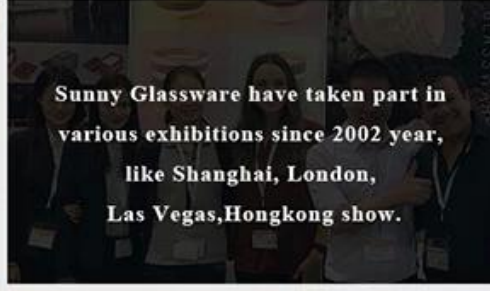 Sunny Glassware have taken part in
various exhibitions since 2002 year,
like Shanghai, London,
Las Vegas,Hongkong show.